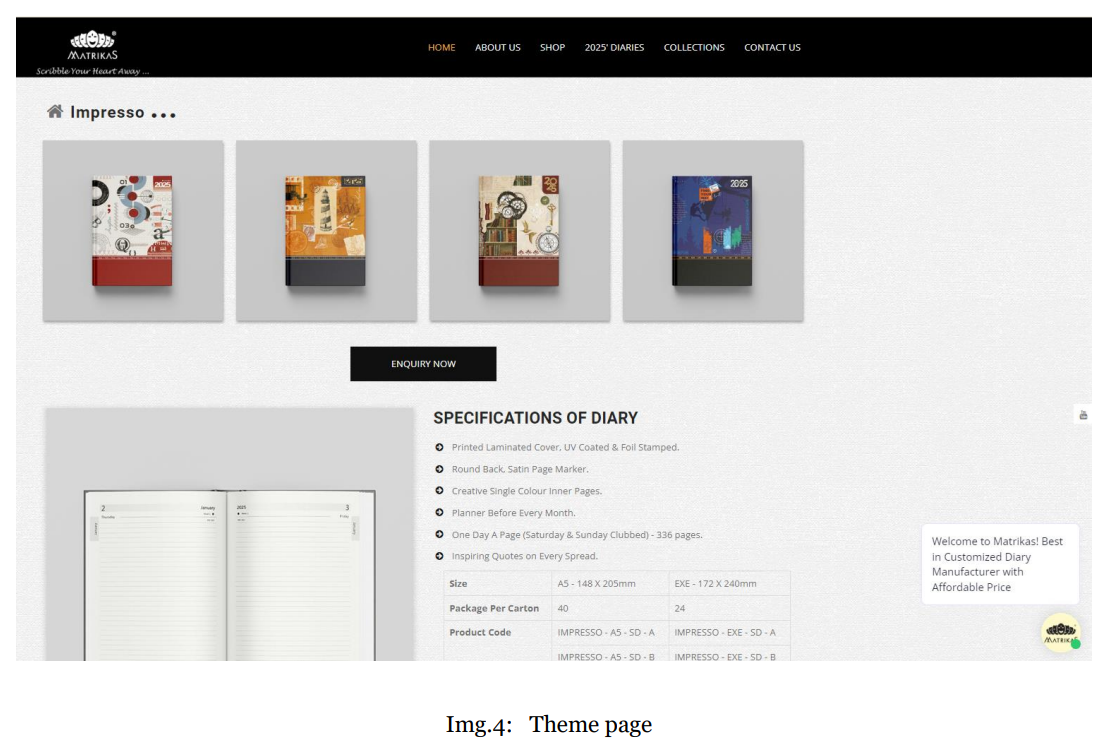 MATRIKAS
Scribble Your Heart Away ...
HOME ABOUT US SHOP 2025' DIARIES COLLECTIONS CONTACT US
Impresso ...
2025
2025
2025
ENQUIRY NOW
SPECIFICATIONS OF DIARY
Printed Laminated Cover, UV Coated & Foil Stamped.
Round Back, Satin Page Marker.
Creative Single Colour Inner Pages.
Planner Before Every Month.
One Day A Page (Saturday & Sunday Clubbed) - 336 pages.
Inspiring Quotes on Every Spread.
Size A5 - 148 X 205mm EXE - 172 X 240mm
Package Per Carton 40 24
Product Code IMPRESSO - A5 - SD - A IMPRESSO - EXE - SD - A
IMPRESSO - A5 - SD - B IMPRESSO - EXE - SD - B
2 January 2025 3
Thursday Friday
Welcome to Matrikas! Best
in Customized Diary
Manufacturer with
Affordable Price
MATRIKAS
Img.4: Theme page